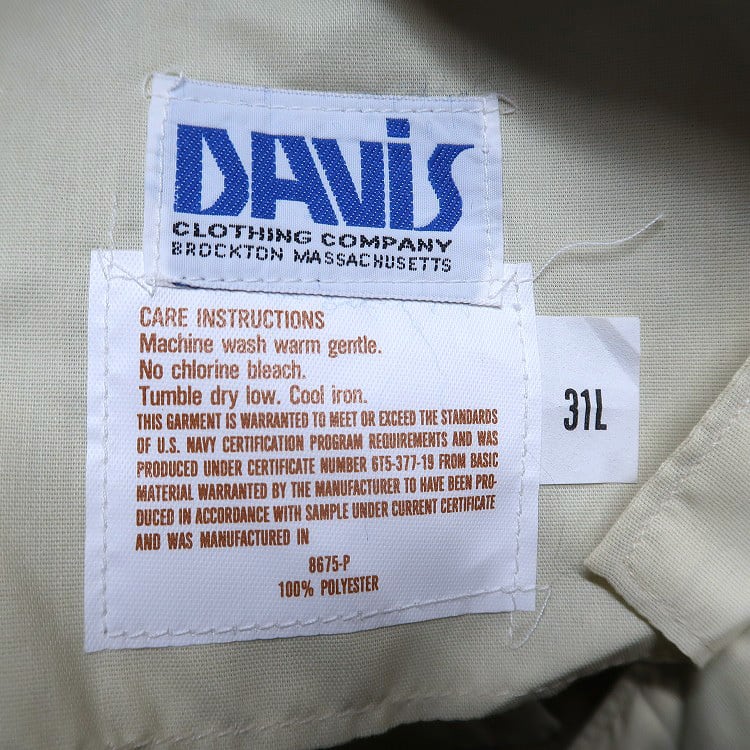 DAVIS
CLOTHING COMPANY
BROCKTON MASSACHUSETTS
CARE INSTRUCTIONS
Machine wash warm gentle.
No chlorine bleach.
Tumble dry low. Cool iron.
THIS GARMENT IS WARRANTED TO MEET OR EXCEED THE STANDARDS
OF U.S. NAVY CERTIFICATION PROGRAM REQUIREMENTS AND WAS
PRODUCED UNDER CERTIFICATE NUMBER 6T5-377-19 FROM BASIC
MATERIAL WARRANTED BY THE MANUFACTURER TO HAVE BEEN PRO-
DUCED IN ACCORDANCE WITH SAMPLE UNDER CURRENT CERTIFICATE
AND WAS MANUFACTURED IN
8675-P
100% POLYESTER
31L